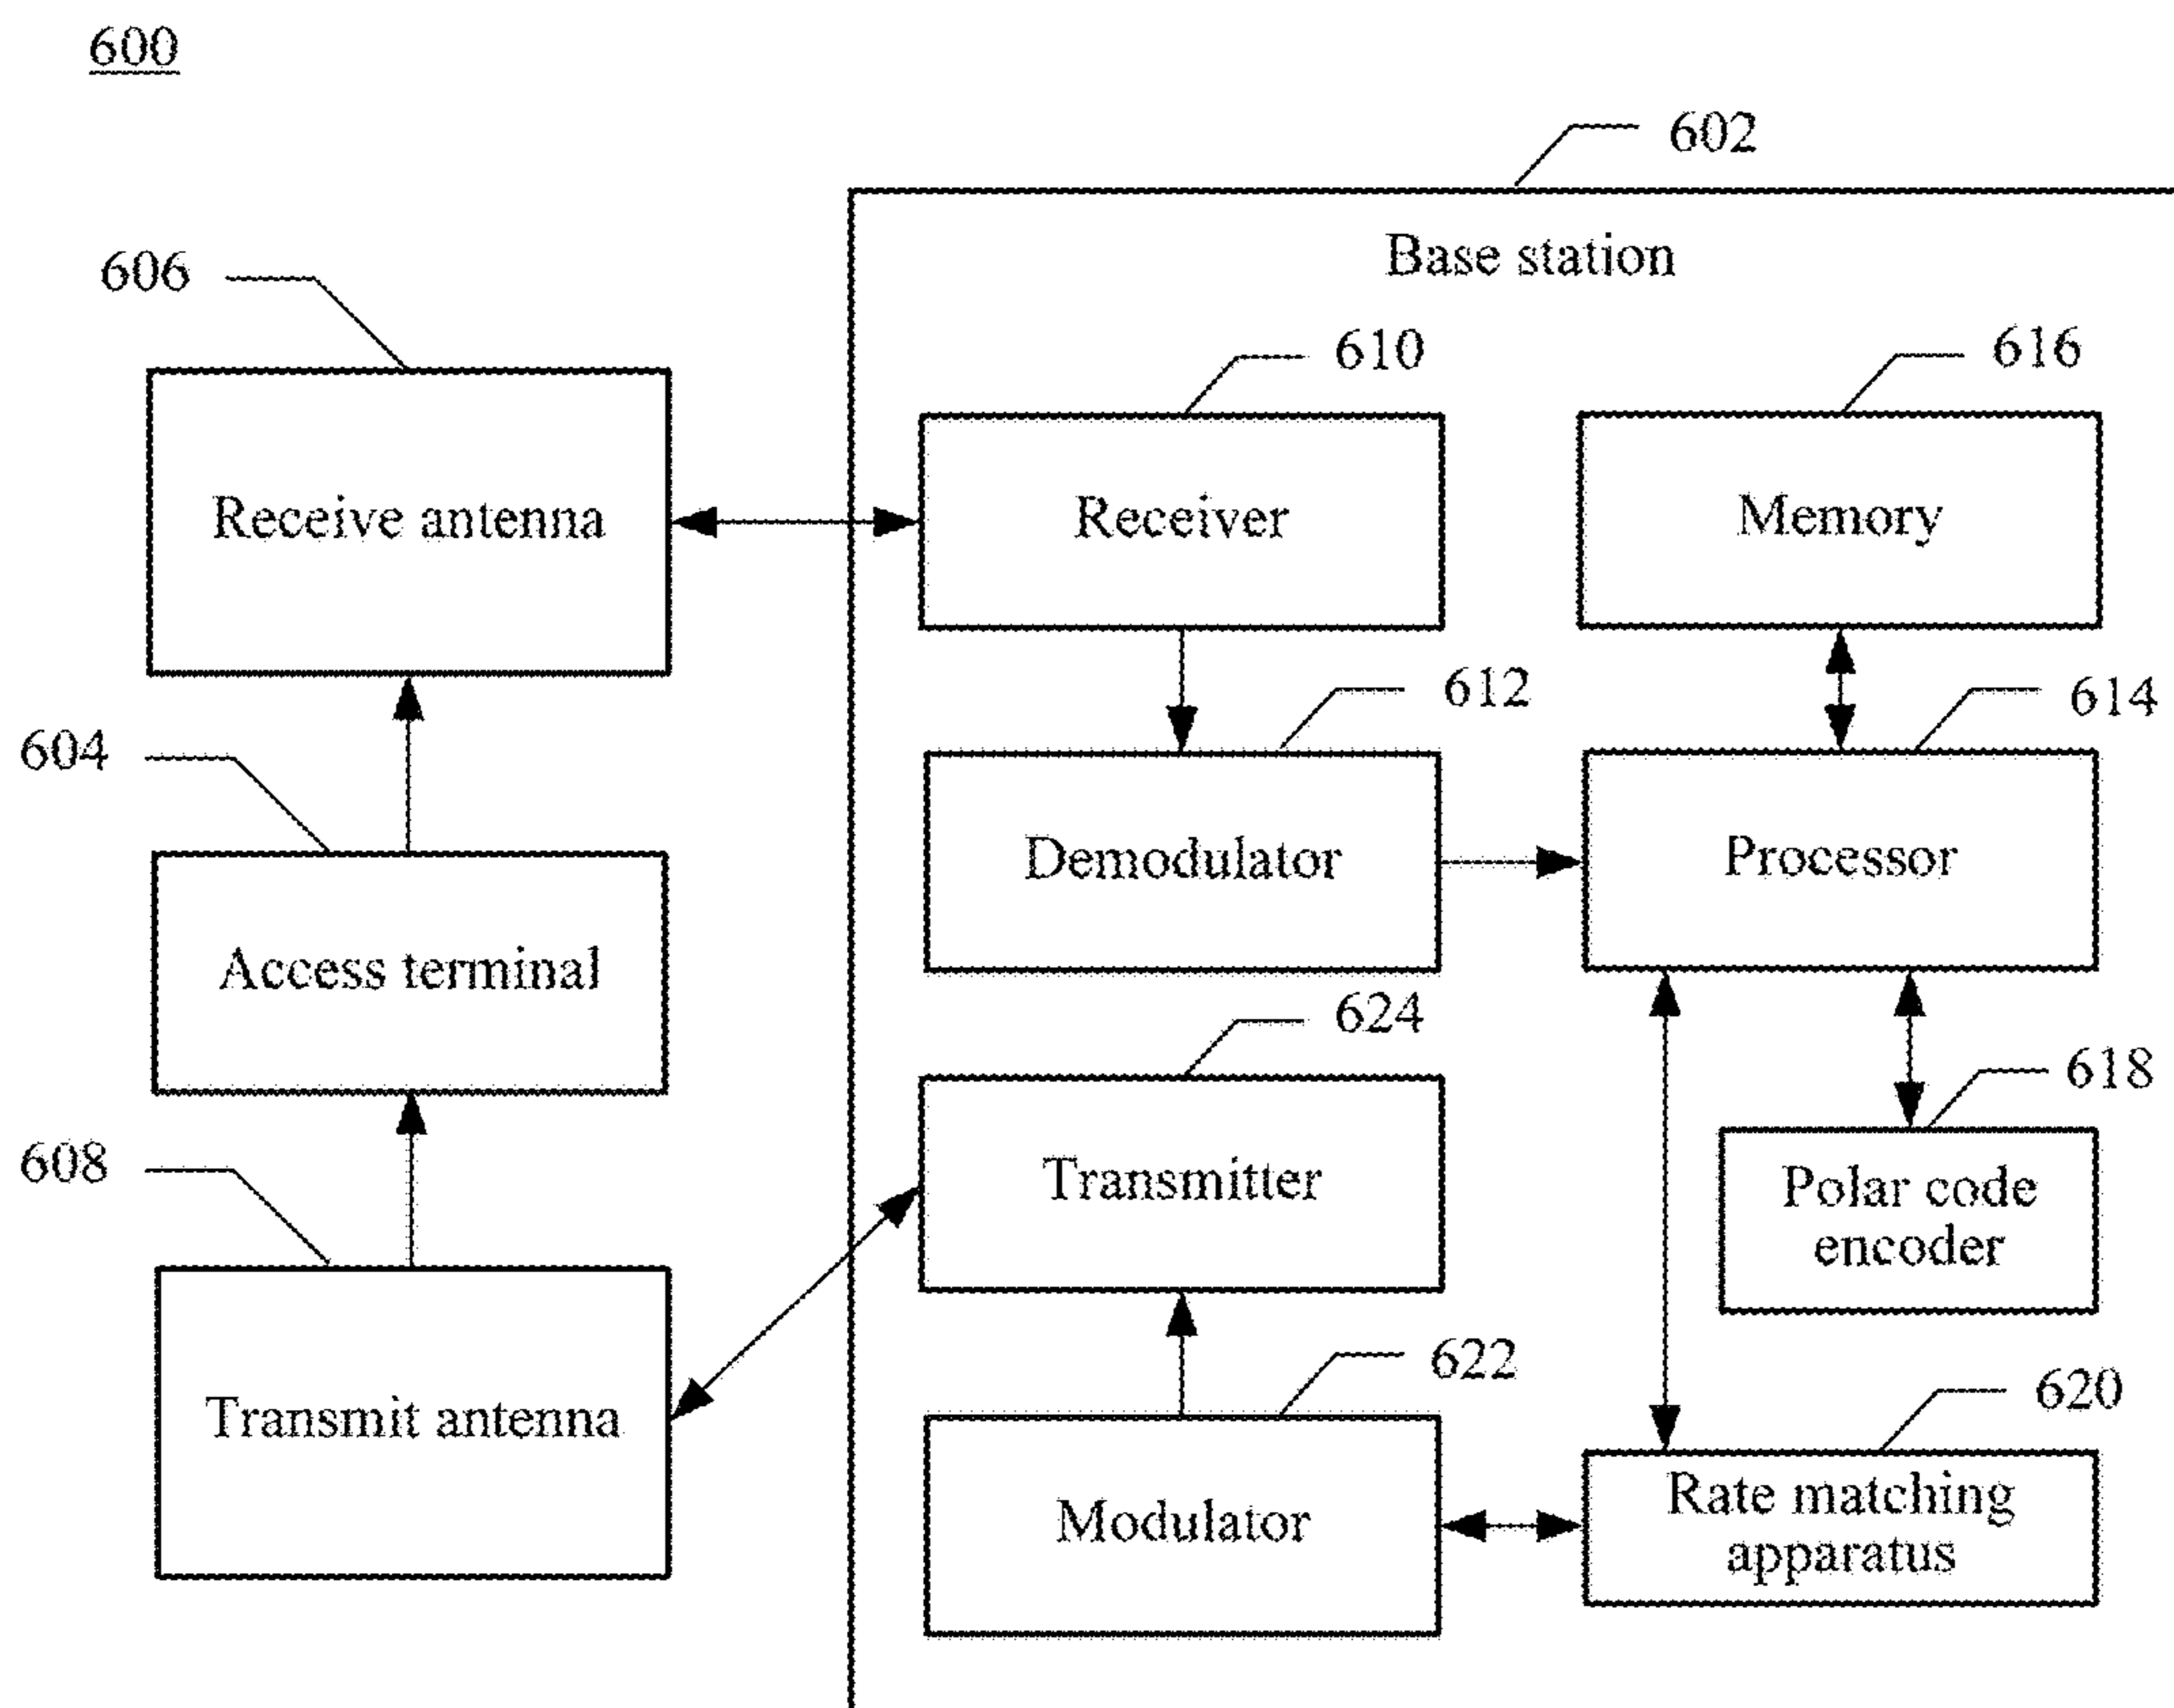 600
602
Base station
606
610
616
Receive antenna
Receiver
Memory
612
614
604
Demodulator
Processor
Access terminal
624
618
608
Transmitter
Polar code
encoder
622
620
Transmit antenna
Modulator
Rate matching
apparatus